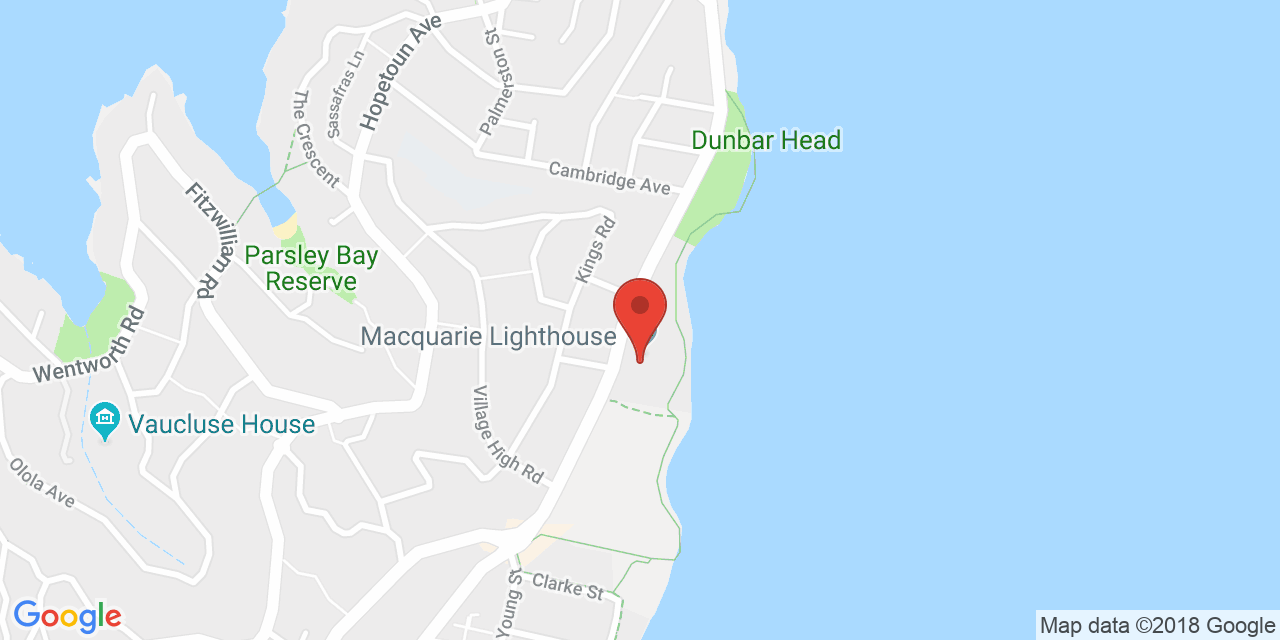 Hopetoun Ave
Sassafras Ln
Palmerston St
The Crescent
Dunbar Head
Cambridge Ave
Fitzwilliam Rd
Kings Rd
Parsley Bay
Reserve
Macquarie Lighthouse
Wentworth Rd
Vaucluse House
Village High Rd
Olola Ave
Clarke St
Young St
Google
Map data ©2018 Google